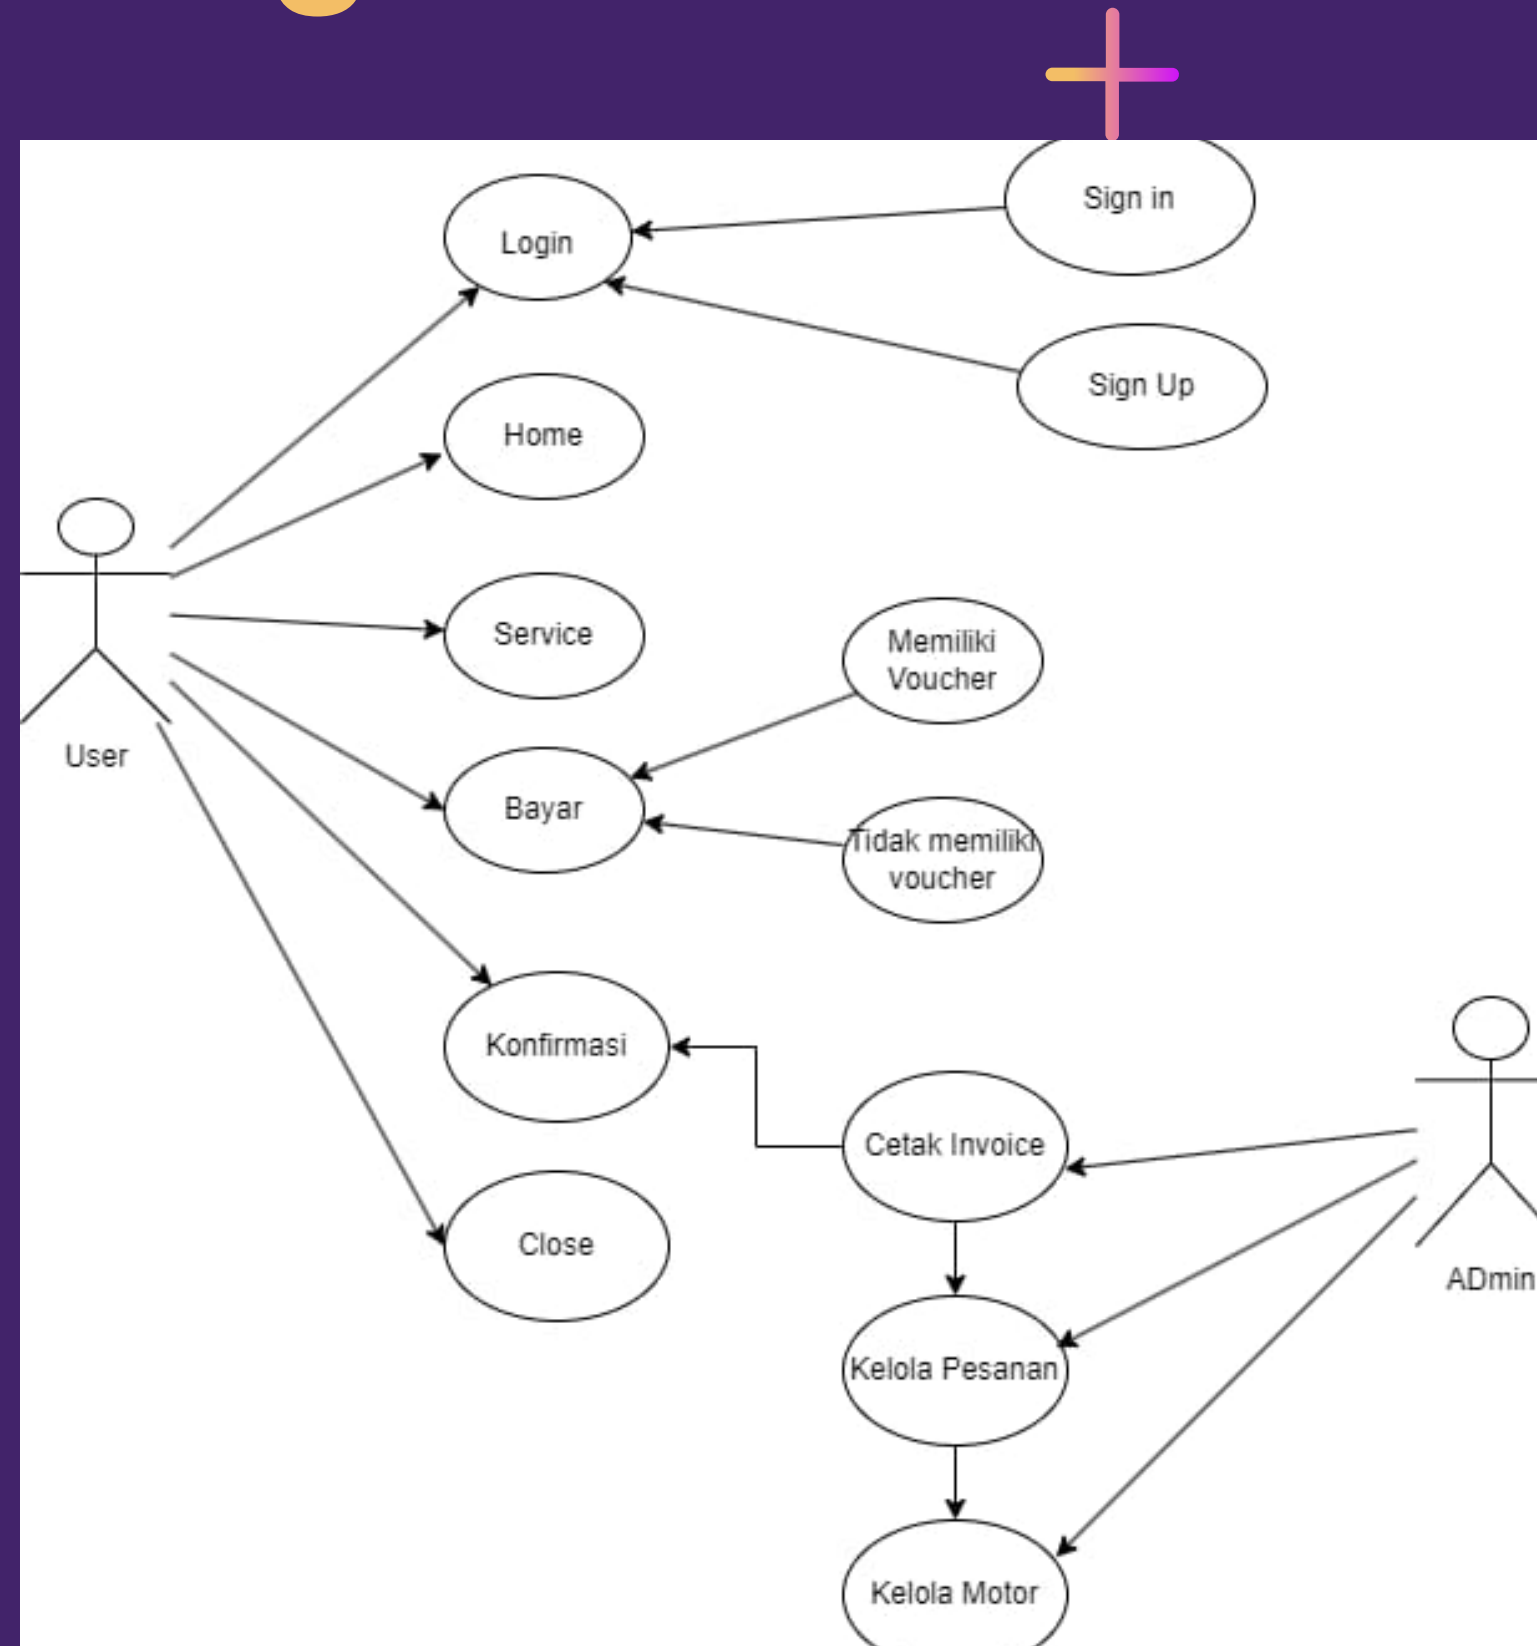 Sign in
Login
Sign Up
Home
Service
Memiliki
Voucher
User
Bayar
Tidak memiliki
voucher
Konfirmasi
Cetak Invoice
Close
ADmin
Kelola Pesanan
Kelola Motor